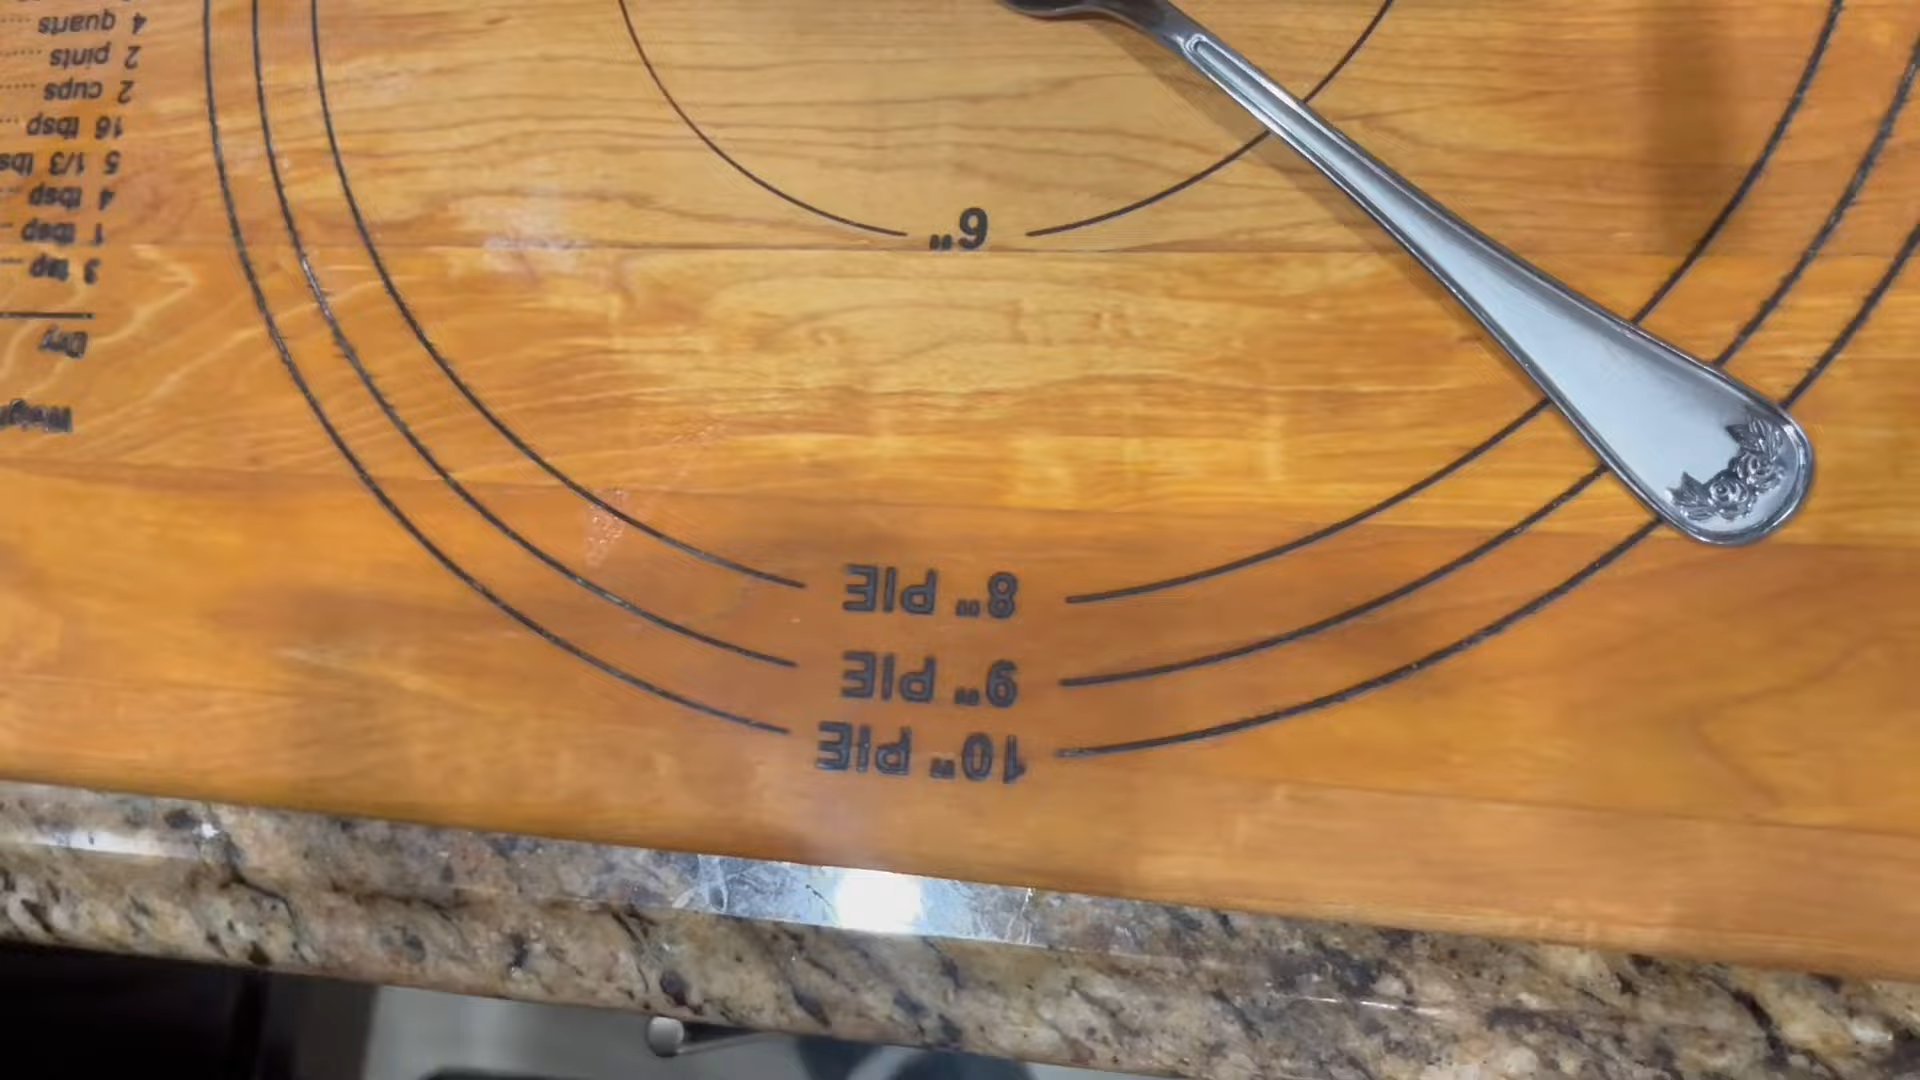 10" PIE
9" PIE
8" PIE
6"
Dry
3 tsp
1 tbsp
4 tbsp
5 1/3
16 tbsp
2 cups
2 pints
4 quarts